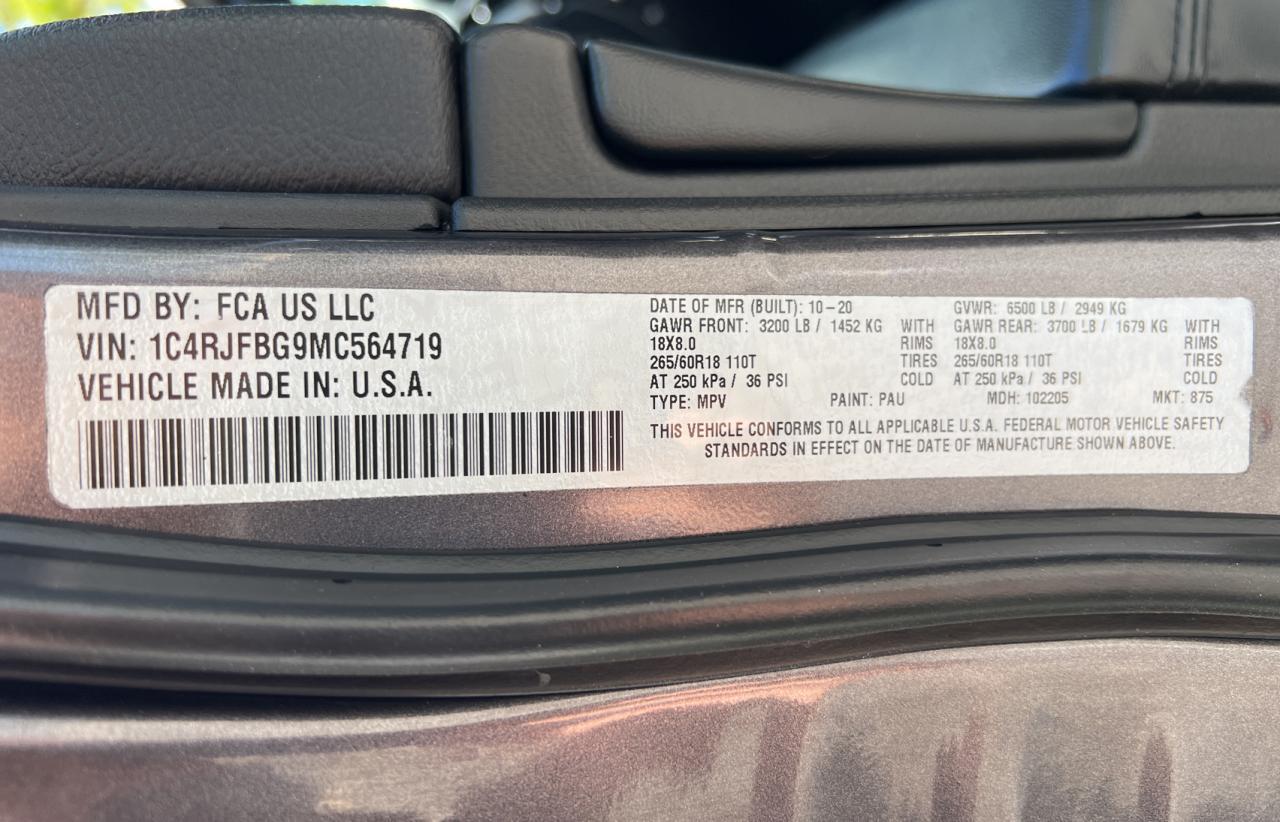 MFD BY: FCA US LLC
VIN: 1C4RJFBG9MC564719
VEHICLE MADE IN: U.S.A.
DATE OF MFR (BUILT): 10-20 GVWR: 6500 LB / 2949 KG
GAWR FRONT: 3200 LB / 1452 KG WITH GAWR REAR: 3700 LB / 1679 KG WITH
18X8.0 RIMS 18X8.0 RIMS
265/60R18 110T TIRES 265/60R18 110T TIRES
AT 250 kPa / 36 PSI COLD AT 250 kPa / 36 PSI COLD
TYPE: MPV PAINT: PAU MDH: 102205 MKT: 875
THIS VEHICLE CONFORMS TO ALL APPLICABLE U.S.A. FEDERAL MOTOR VEHICLE SAFETY
STANDARDS IN EFFECT ON THE DATE OF MANUFACTURE SHOWN ABOVE.